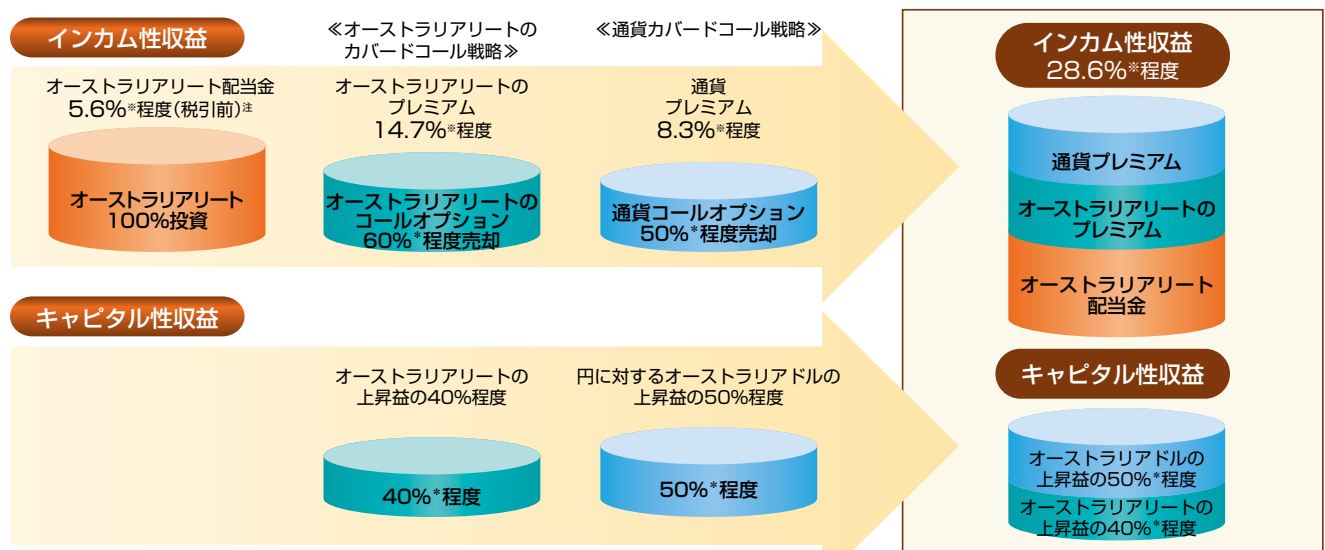 インカム性収益
≪オーストラリアリートの
カバードコール戦略≫
≪通貨カバードコール戦略≫
オーストラリアリート配当金
5.6%※程度(税引前)注
オーストラリアリート
100%投資
オーストラリアリートの
プレミアム
14.7%※程度
オーストラリアリートの
コールオプション
60%*程度売却
通貨
プレミアム
8.3%※程度
通貨コールオプション
50%*程度売却
キャピタル性収益
オーストラリアリートの
上昇益の40%程度
40%*程度
円に対するオーストラリアドルの
上昇益の50%程度
50%*程度
インカム性収益
28.6%※程度
通貨プレミアム
オーストラリアリートの
プレミアム
オーストラリアリート
配当金
キャピタル性収益
オーストラリアドルの
上昇益の50%*程度
オーストラリアリートの
上昇益の40%*程度